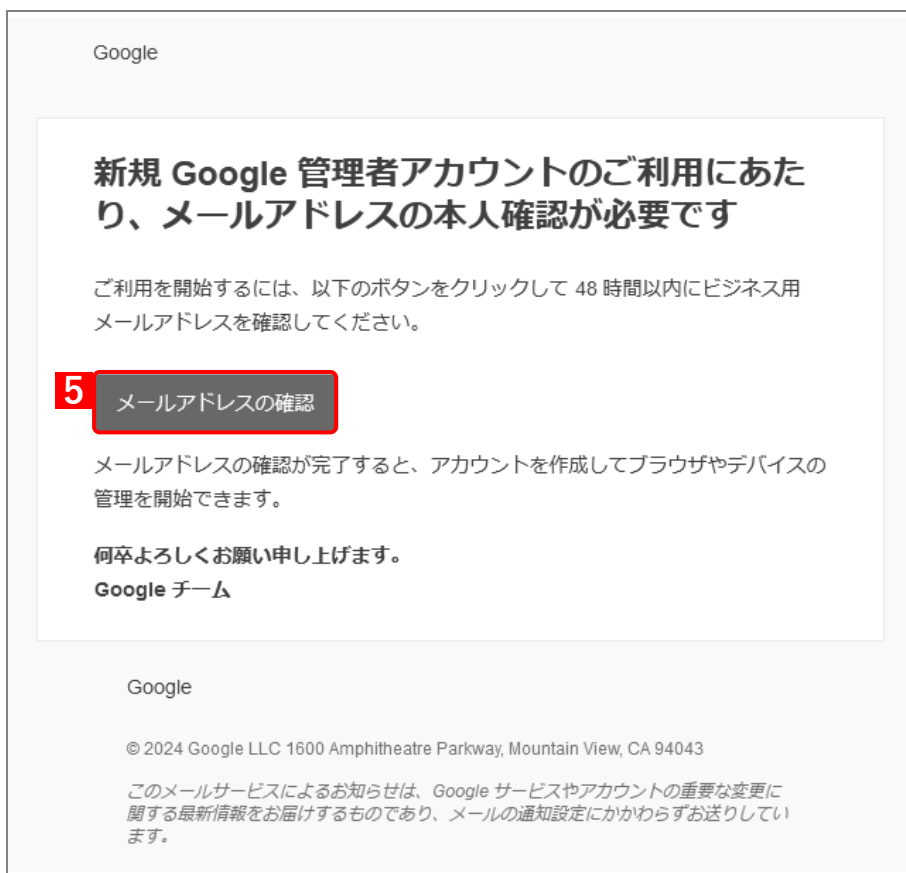 Google
新規 Google 管理者アカウントのご利用にあた
り、メールアドレスの本人確認が必要です
ご利用を開始するには、以下のボタンをクリックして 48 時間以内にビジネス用
メールアドレスを確認してください。
5
メールアドレスの確認
メールアドレスの確認が完了すると、アカウントを作成してブラウザやデバイスの
管理を開始できます。
何卒よろしくお願い申し上げます。
Google チーム
Google
© 2024 Google LLC 1600 Amphitheatre Parkway, Mountain View, CA 94043
このメールサービスによるお知らせは、Google サービスやアカウントの重要な変更に
関する最新情報をお届けするものであり、メールの通知設定にかかわらずお送りしてい
ます。